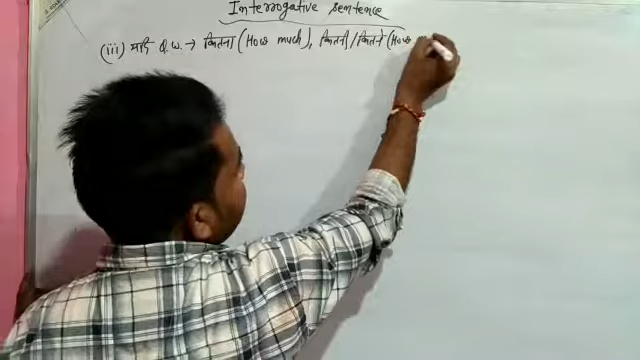 Interrogative sentence
(iii) यदि Q.W. → कितना (How much), कितनी/कितने (How